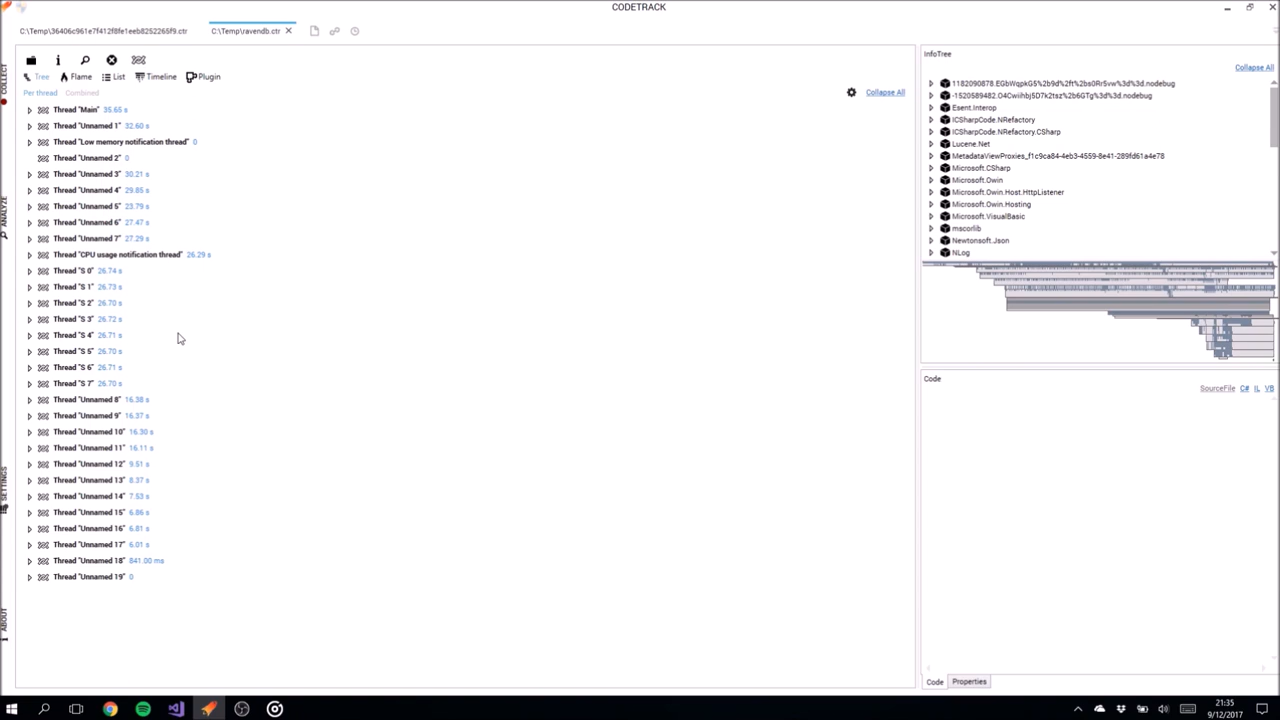 CODETRACK
C:\Temp\36406c961e7f412f8fe1eeb8252265f9.ctr
C:\Temp\ravendb.ctr
COLLECT
ANALYZE
SETTINGS
ABOUT
Tree Flame List Timeline Plugin
Per thread Combined
Collapse All
Thread "Main" 35.65 s
Thread "Unnamed 1" 32.60 s
Thread "Low memory notification thread" 0
Thread "Unnamed 2" 0
Thread "Unnamed 3" 30.21 s
Thread "Unnamed 4" 29.85 s
Thread "Unnamed 5" 23.79 s
Thread "Unnamed 6" 27.47 s
Thread "Unnamed 7" 27.29 s
Thread "CPU usage notification thread" 26.29 s
Thread "S 0" 26.74 s
Thread "S 1" 26.73 s
Thread "S 2" 26.70 s
Thread "S 3" 26.72 s
Thread "S 4" 26.71 s
Thread "S 5" 26.70 s
Thread "S 6" 26.71 s
Thread "S 7" 26.70 s
Thread "Unnamed 8" 16.38 s
Thread "Unnamed 9" 16.37 s
Thread "Unnamed 10" 16.30 s
Thread "Unnamed 11" 16.11 s
Thread "Unnamed 12" 9.51 s
Thread "Unnamed 13" 8.37 s
Thread "Unnamed 14" 7.53 s
Thread "Unnamed 15" 6.86 s
Thread "Unnamed 16" 6.81 s
Thread "Unnamed 17" 6.01 s
Thread "Unnamed 18" 841.00 ms
Thread "Unnamed 19" 0
InfoTree
Collapse All
1182090878.EGbWqpkG5%2b9d%2ft%2bs0Rr5vw%3d%3d.nodebug
-1520589482.O4Cwiihbj5D7k2tsz%2b6GTg%3d%3d.nodebug
Esent.Interop
ICSharpCode.NRefactory
ICSharpCode.NRefactory.CSharp
Lucene.Net
MetadataViewProxies_f1c9ca84-4eb3-4559-8e41-289fd61a4e78
Microsoft.CSharp
Microsoft.Owin
Microsoft.Owin.Host.HttpListener
Microsoft.Owin.Hosting
Microsoft.VisualBasic
mscorlib
Newtonsoft.Json
NLog
Code
SourceFile C# IL VB
Code Properties
21:35
9/12/2017